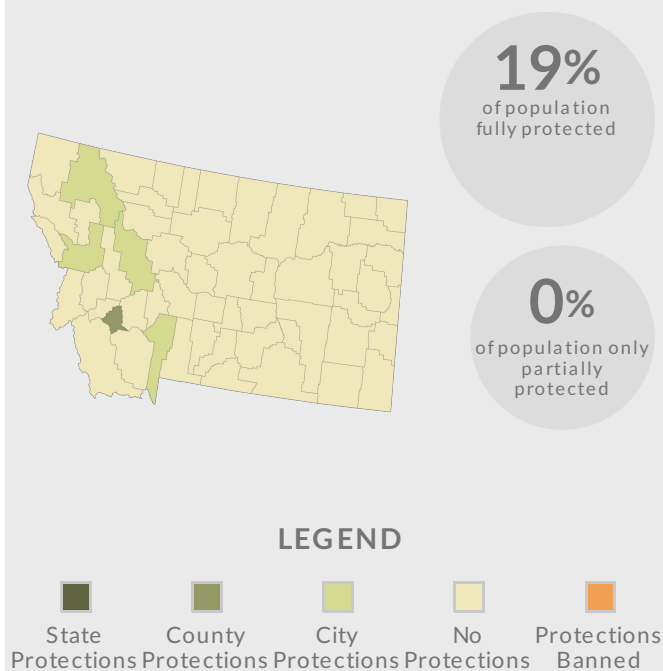 19%
of population
fully protected
0%
of population only
partially
protected
LEGEND
State
Protections
County
Protections
City
Protections
No
Protections
Protections
Banned